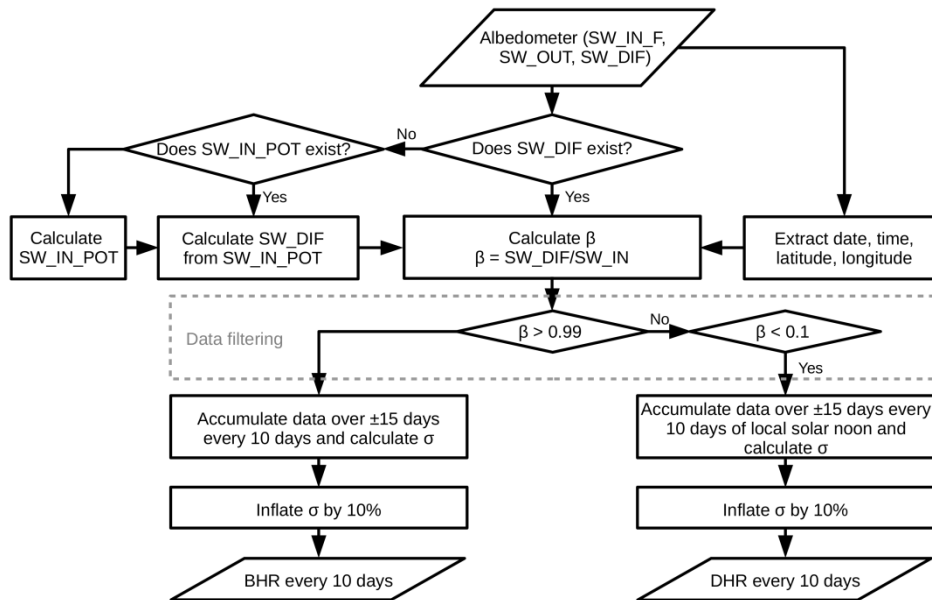 Albedometer (SW_IN_F,
SW_OUT, SW_DIF)
No
Does SW_IN_POT exist?
Does SW_DIF exist?
Yes
Yes
Calculate
SW_IN_POT
Calculate SW_DIF
from SW_IN_POT
Calculate β
β = SW_DIF/SW_IN
Extract date, time,
latitude, longitude
Data filtering
β > 0.99
No
β < 0.1
Yes
Accumulate data over ±15 days
every 10 days and calculate σ
Accumulate data over ±15 days every
10 days of local solar noon and
calculate σ
Inflate σ by 10%
Inflate σ by 10%
BHR every 10 days
DHR every 10 days